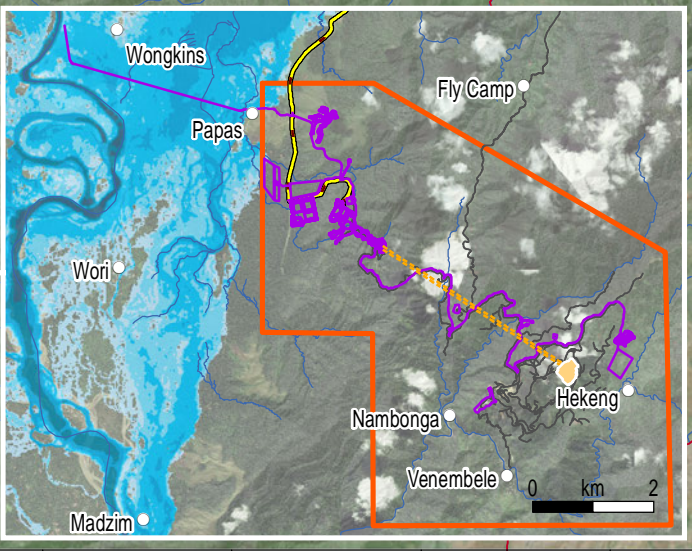 Wongkins
Fly Camp
Papas
Wori
Hekeng
Nambonga
Venembele
0 km 2
Madzim